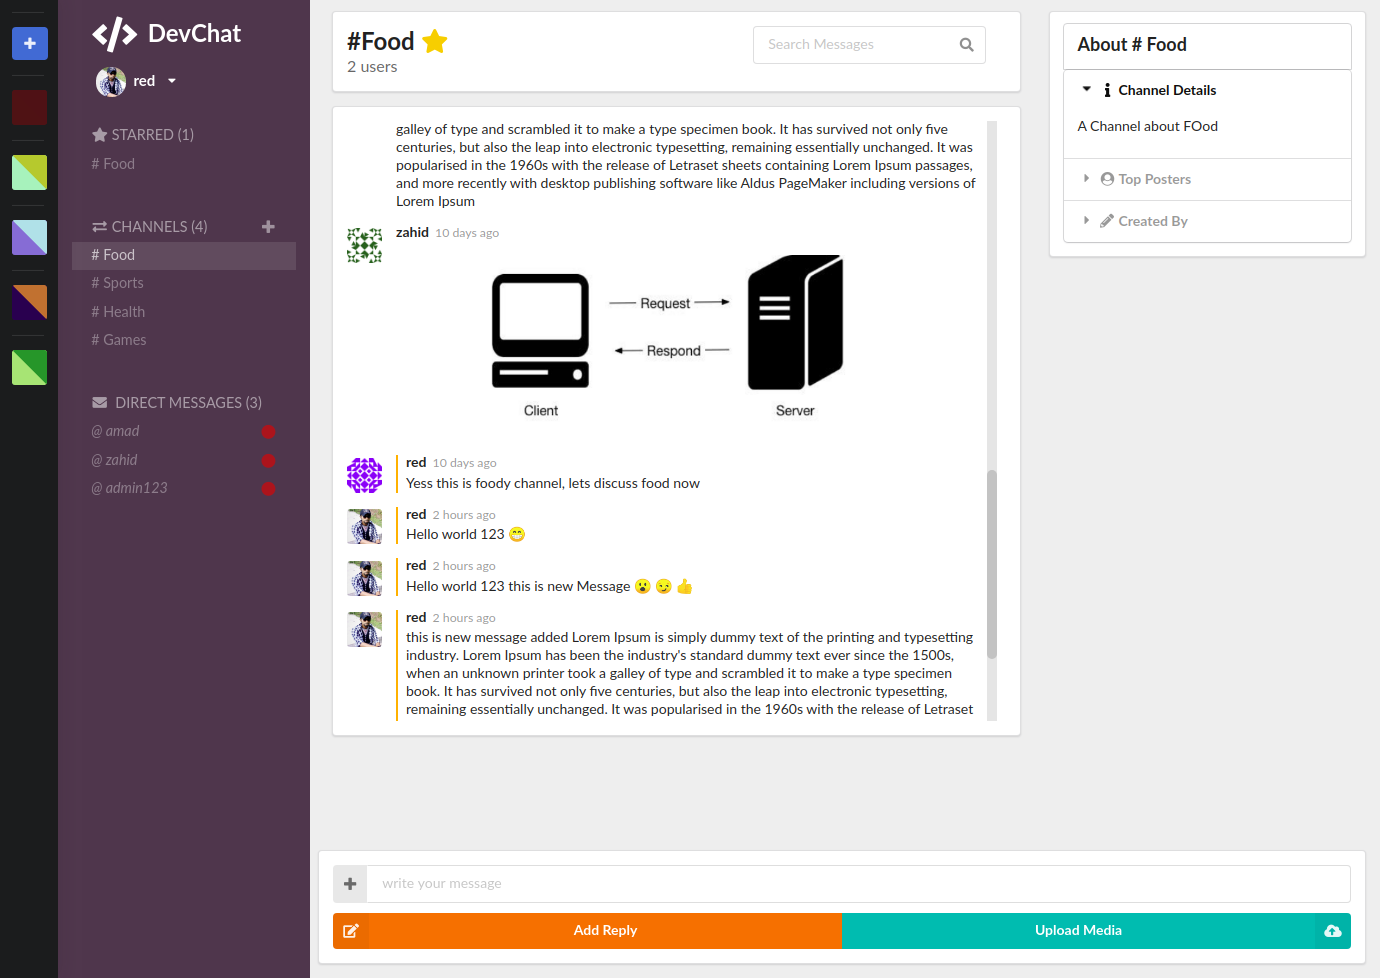 DevChat
red
STARRED (1)
# Food
CHANNELS (4)
# Food
# Sports
# Health
# Games
DIRECT MESSAGES (3)
@ amad
@ zahid
@ admin123
#Food
2 users
Search Messages
galley of type and scrambled it to make a type specimen book. It has survived not only five
centuries, but also the leap into electronic typesetting, remaining essentially unchanged. It was
popularised in the 1960s with the release of Letraset sheets containing Lorem Ipsum passages,
and more recently with desktop publishing software like Aldus PageMaker including versions of
Lorem Ipsum
zahid 10 days ago
Request
Respond
Client
Server
red 10 days ago
Yess this is foody channel, lets discuss food now
red 2 hours ago
Hello world 123 😁
red 2 hours ago
Hello world 123 this is new Message 😮 😏 👍
red 2 hours ago
this is new message added Lorem Ipsum is simply dummy text of the printing and typesetting
industry. Lorem Ipsum has been the industry's standard dummy text ever since the 1500s,
when an unknown printer took a galley of type and scrambled it to make a type specimen
book. It has survived not only five centuries, but also the leap into electronic typesetting,
remaining essentially unchanged. It was popularised in the 1960s with the release of Letraset
About # Food
Channel Details
A Channel about FOod
Top Posters
Created By
write your message
Add Reply
Upload Media